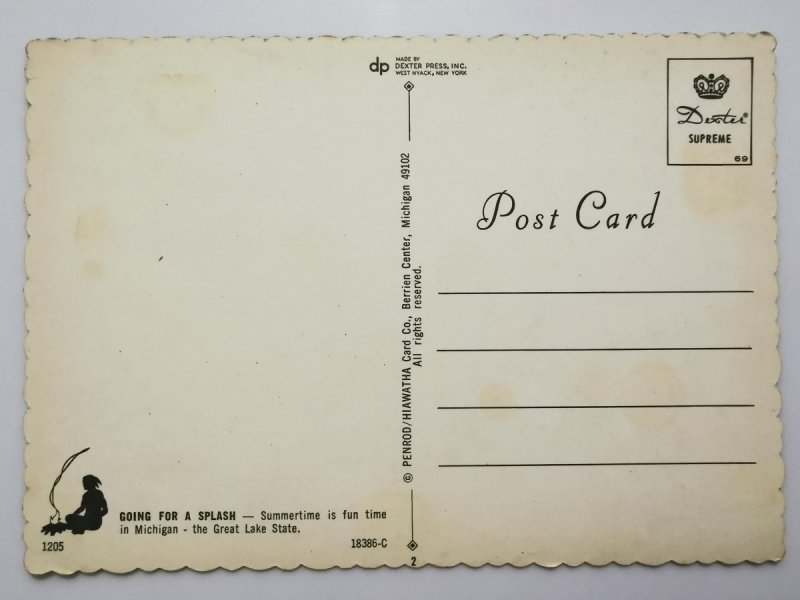 dp
MADE BY
DEXTER PRESS, INC.
WEST NYACK, NEW YORK
Dexter®
SUPREME
69
Post Card
© PENROD/HIAWATHA Card Co., Berrien Center, Michigan 49102
All rights reserved.
GOING FOR A SPLASH — Summertime is fun time
in Michigan - the Great Lake State.
1205
18386-C
2